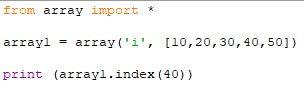 from array import *
array1 = array('i', [10,20,30,40,50])
print (array1.index(40))